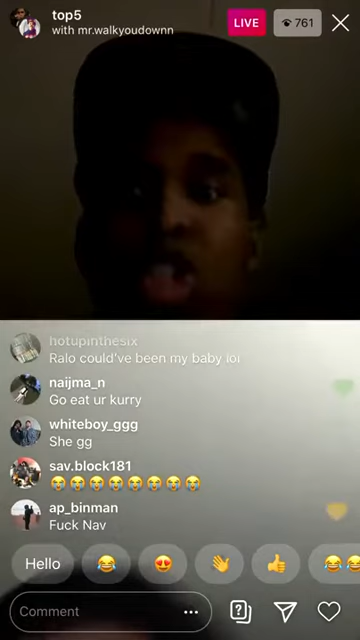 top5
with mr.walkyoudownn
LIVE
761
hotupinthesix
Ralo could've been my baby lol
naijma_n
Go eat ur kurry
whiteboy_ggg
She gg
sav.block181
😭😭😭😭😭😭😭😭
ap_binman
Fuck Nav
Hello
Comment